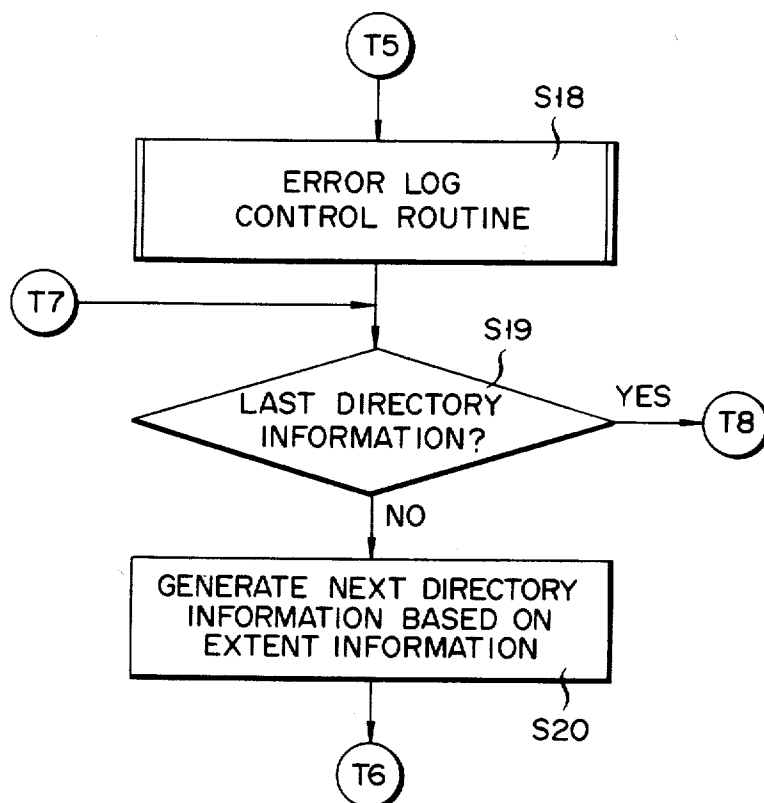 T5
S18
ERROR LOG
CONTROL ROUTINE
T7
S19
LAST DIRECTORY
INFORMATION?
YES
T8
NO
GENERATE NEXT DIRECTORY
INFORMATION BASED ON
EXTENT INFORMATION
S20
T6